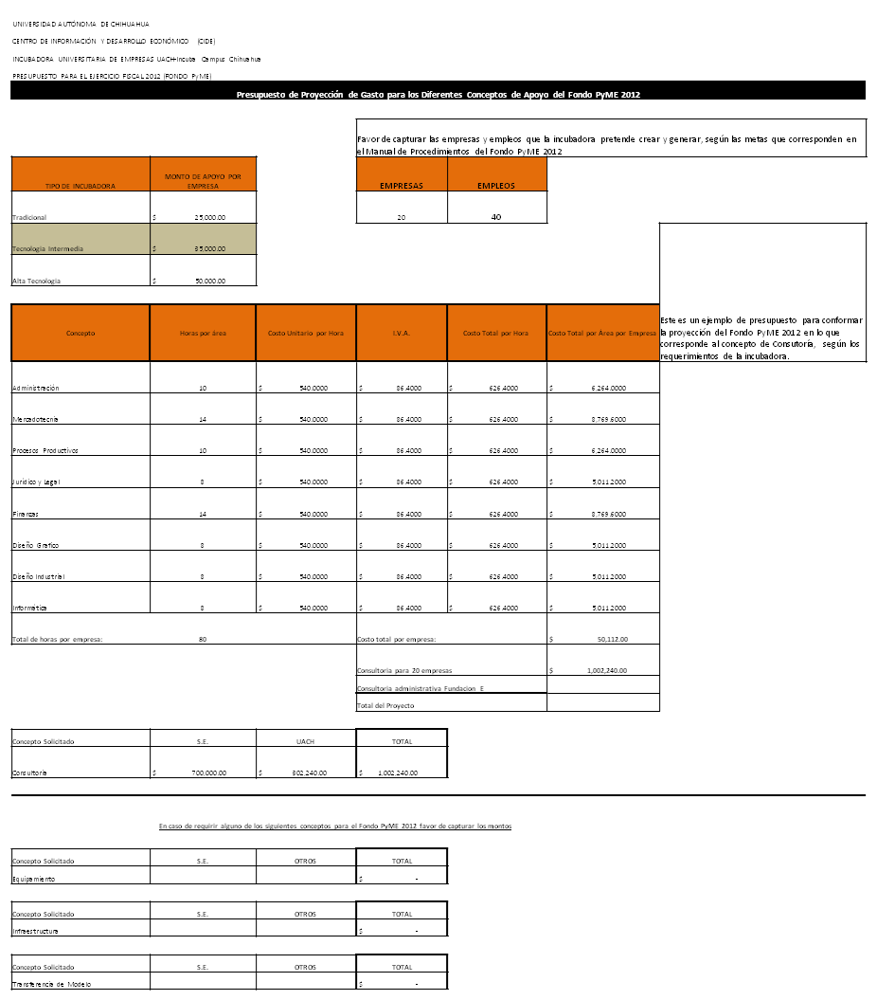 UNIVERSIDAD AUTÓNOMA DE CHIHUAHUA
CENTRO DE INFORMACIÓN Y DESARROLLO ECONÓMICO (CIDE)
INCUBADORA UNIVERSITARIA DE EMPRESAS UACH-Incuba Campus Chihuahua
PRESUPUESTO PARA EL EJERCICIO FISCAL 2012 (FONDO PyME)
Presupuesto de Proyección de Gasto para los Diferentes Conceptos de Apoyo del Fondo PyME 2012
Favor de capturar las empresas y empleos que la incubadora pretende crear y generar, según las metas que corresponden en
el Manual de Procedimientos del Fondo PyME 2012
TIPO DE INCUBADORA MONTO DE APOYO POR EMPRESA EMPRESAS EMPLEOS
Tradicional $ 25,000.00 20 40
Tecnologia Intermedia $ 35,000.00
Alta Tecnologia $ 50,000.00
Este es un ejemplo de presupuesto para conformar
la proyección del Fondo PyME 2012 en lo que
corresponde al concepto de Consutoría, según los
requerimientos de la incubadora.
Concepto Horas por área Costo Unitario por Hora I.V.A. Costo Total por Hora Costo Total por Área por Empresa
Administración 10 $ 540.0000 $ 86.4000 $ 626.4000 $ 6,264.0000
Mercadotecnia 14 $ 540.0000 $ 86.4000 $ 626.4000 $ 8,769.6000
Procesos Productivos 10 $ 540.0000 $ 86.4000 $ 626.4000 $ 6,264.0000
Juridico y Legal 8 $ 540.0000 $ 86.4000 $ 626.4000 $ 5,011.2000
Finanzas 14 $ 540.0000 $ 86.4000 $ 626.4000 $ 8,769.6000
Diseño Grafico 8 $ 540.0000 $ 86.4000 $ 626.4000 $ 5,011.2000
Diseño Industrial 8 $ 540.0000 $ 86.4000 $ 626.4000 $ 5,011.2000
Informática 8 $ 540.0000 $ 86.4000 $ 626.4000 $ 5,011.2000
Total de horas por empresa: 80 Costo total por empresa: $ 50,112.00
Consultoria para 20 empresas $ 1,002,240.00
Consultoria administrativa Fundacion E
Total del Proyecto
Concepto Solicitado S.E. UACH TOTAL
Consultoria $ 700,000.00 $ 302,240.00 $ 1,002,240.00
En caso de requirir alguno de los siguientes conceptos para el Fondo PyME 2012 favor de capturar los montos
Concepto Solicitado S.E. OTROS TOTAL
Equipamiento $ -
Concepto Solicitado S.E. OTROS TOTAL
Infraestructura $ -
Concepto Solicitado S.E. OTROS TOTAL
Transferencia de Modelo $ -